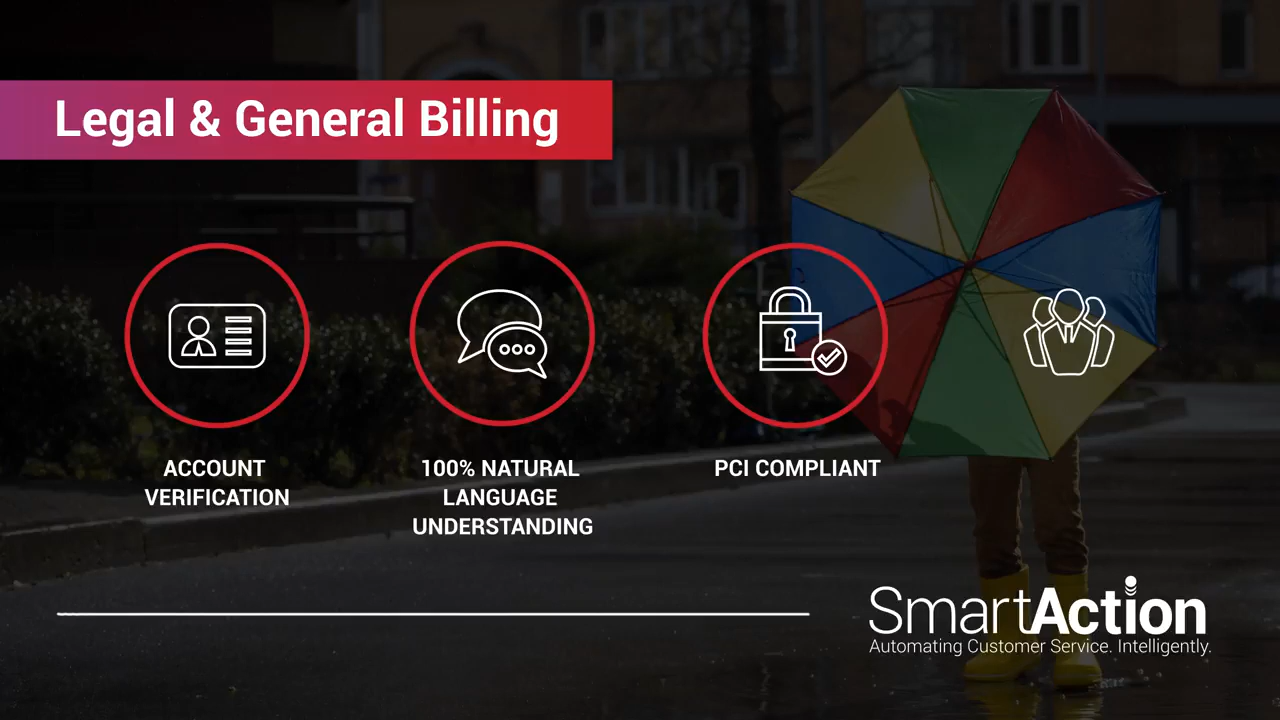 Legal & General Billing
ACCOUNT
VERIFICATION
100% NATURAL
LANGUAGE
UNDERSTANDING
PCI COMPLIANT
SmartAction
Automating Customer Service. Intelligently.